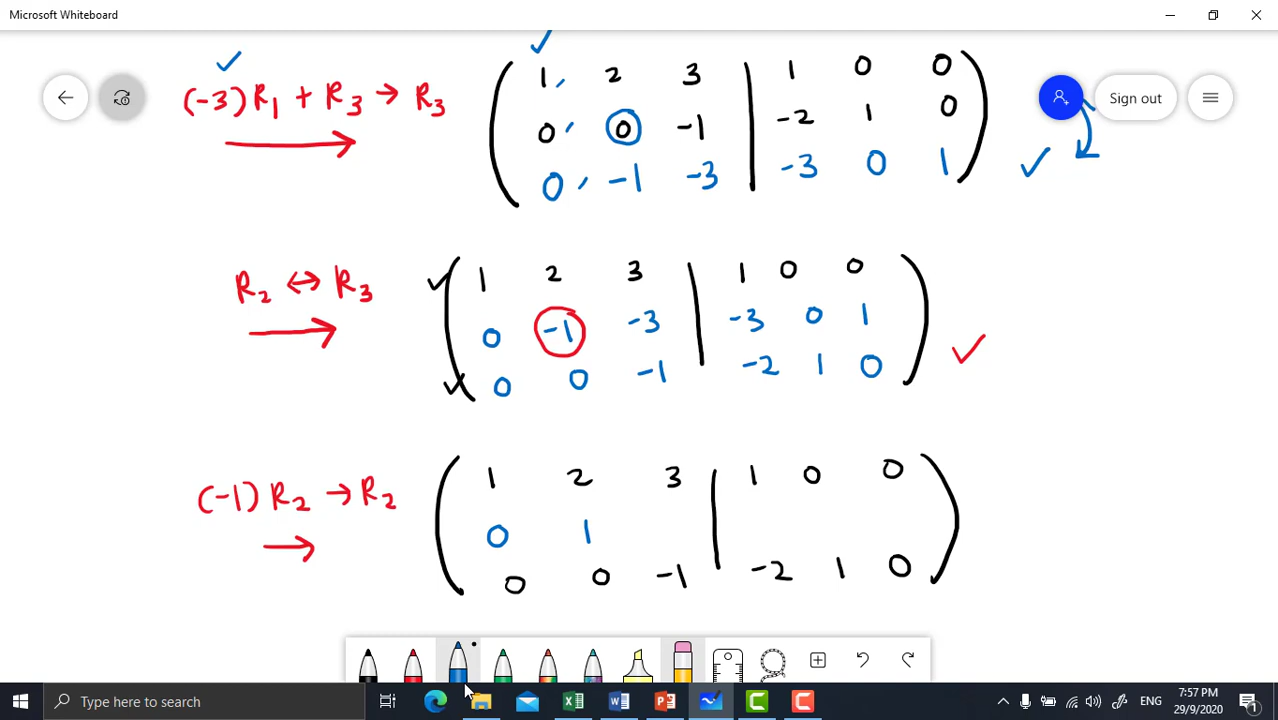 Microsoft Whiteboard
(-3)R₁ + R₃ → R₃
1 2 3 | 1 0 0
0 0 -1 | -2 1 0
0 -1 -3 | -3 0 1
Sign out
R₂ ↔ R₃
1 2 3 | 1 0 0
0 -1 -3 | -3 0 1
0 0 -1 | -2 1 0
(-1)R₂ → R₂
1 2 3 | 1 0 0
0 1
0 0 -1 | -2 1 0
Type here to search
ENG
7:57 PM
29/9/2020
1